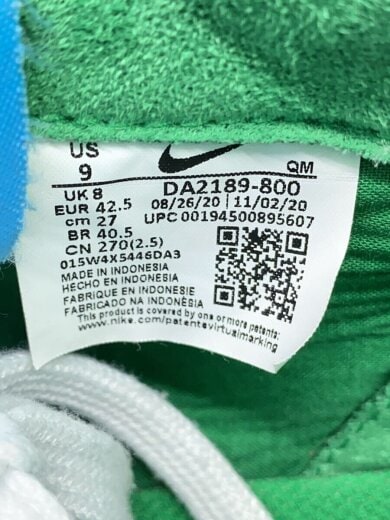 US
9
QM
UK 8
EUR 42.5
cm 27
BR 40.5
CN 270(2.5)
DA2189-800
08/26/20 | 11/02/20
UPC 00194500895607
015W4X5446DA3
MADE IN INDONESIA
HECHO EN INDONESIA
FABRIQUE EN INDONESIE
FABRICADO NA INDONÉSIA
This product is covered by one or more patents:
www.nike.com/patentsvirtualmarking